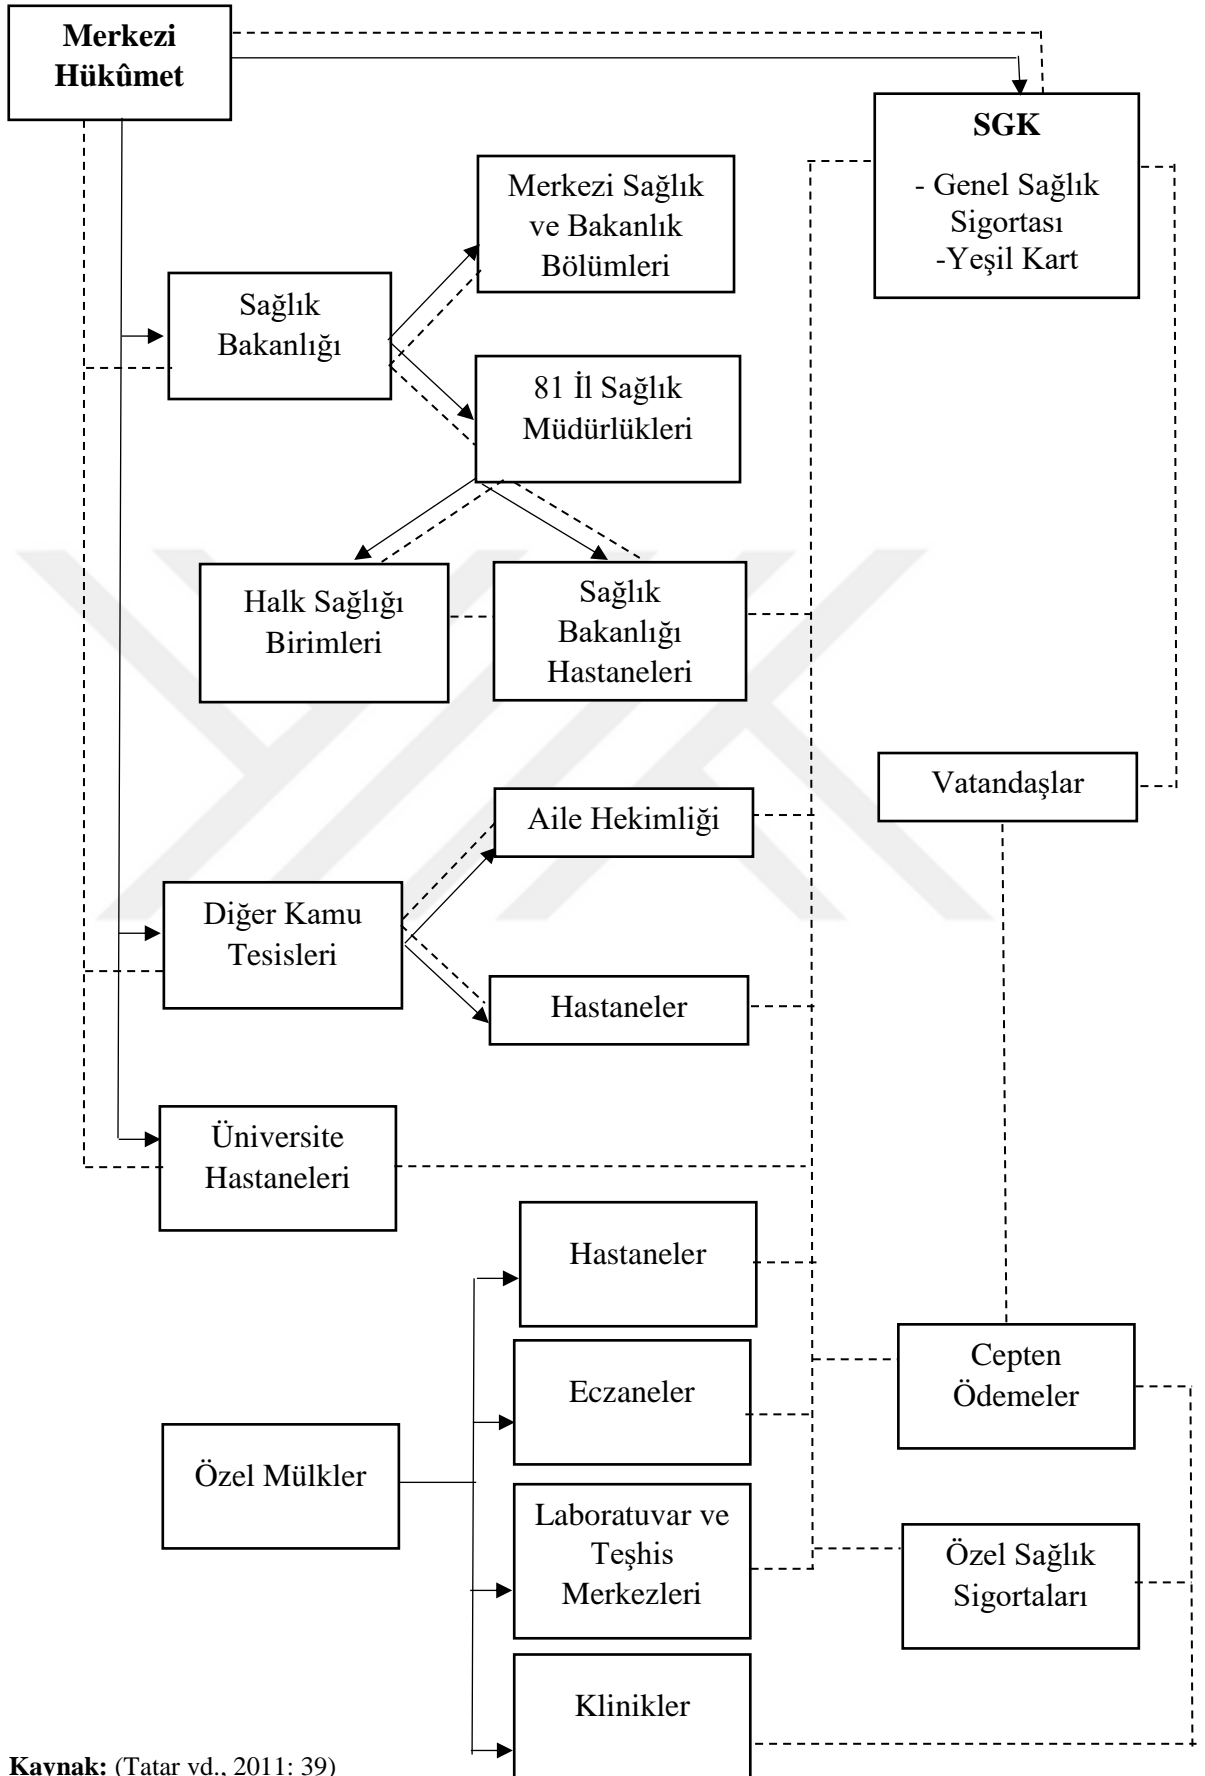 Merkezi
Hükûmet
SGK
- Genel Sağlık
Sigortası
-Yeşil Kart
Merkezi Sağlık
ve Bakanlık
Bölümleri
Sağlık
Bakanlığı
81 İl Sağlık
Müdürlükleri
Halk Sağlığı
Birimleri
Sağlık
Bakanlığı
Hastaneleri
Vatandaşlar
Aile Hekimliği
Diğer Kamu
Tesisleri
Hastaneler
Üniversite
Hastaneleri
Hastaneler
Cepten
Ödemeler
Eczaneler
Özel Mülkler
Laboratuvar ve
Teşhis
Merkezleri
Özel Sağlık
Sigortaları
Klinikler
Kaynak: (Tatar vd., 2011: 39)